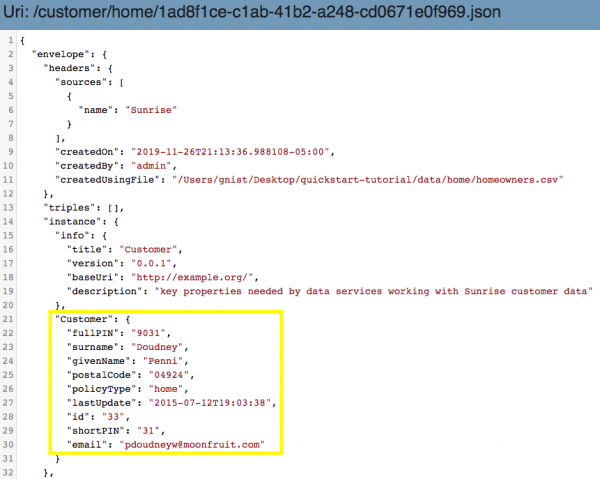 Uri: /customer/home/1ad8f1ce-c1ab-41b2-a248-cd0671e0f969.json
1 {
2 "envelope": {
3 "headers": {
4 "sources": [
5 {
6 "name": "Sunrise"
7 }
8 ],
9 "createdOn": "2019-11-26T21:13:36.988108-05:00",
10 "createdBy": "admin",
11 "createdUsingFile": "/Users/gnist/Desktop/quickstart-tutorial/data/home/homeowners.csv"
12 },
13 "triples": [],
14 "instance": {
15 "info": {
16 "title": "Customer",
17 "version": "0.0.1",
18 "baseUri": "http://example.org/",
19 "description": "key properties needed by data services working with Sunrise customer data"
20 },
21 "Customer": {
22 "fullPIN": "9031",
23 "surname": "Doudney",
24 "givenName": "Penni",
25 "postalCode": "04924",
26 "policyType": "home",
27 "lastUpdate": "2015-07-12T19:03:38",
28 "id": "33",
29 "shortPIN": "31",
30 "email": "pdoudneyw@moonfruit.com"
31 }
32 },